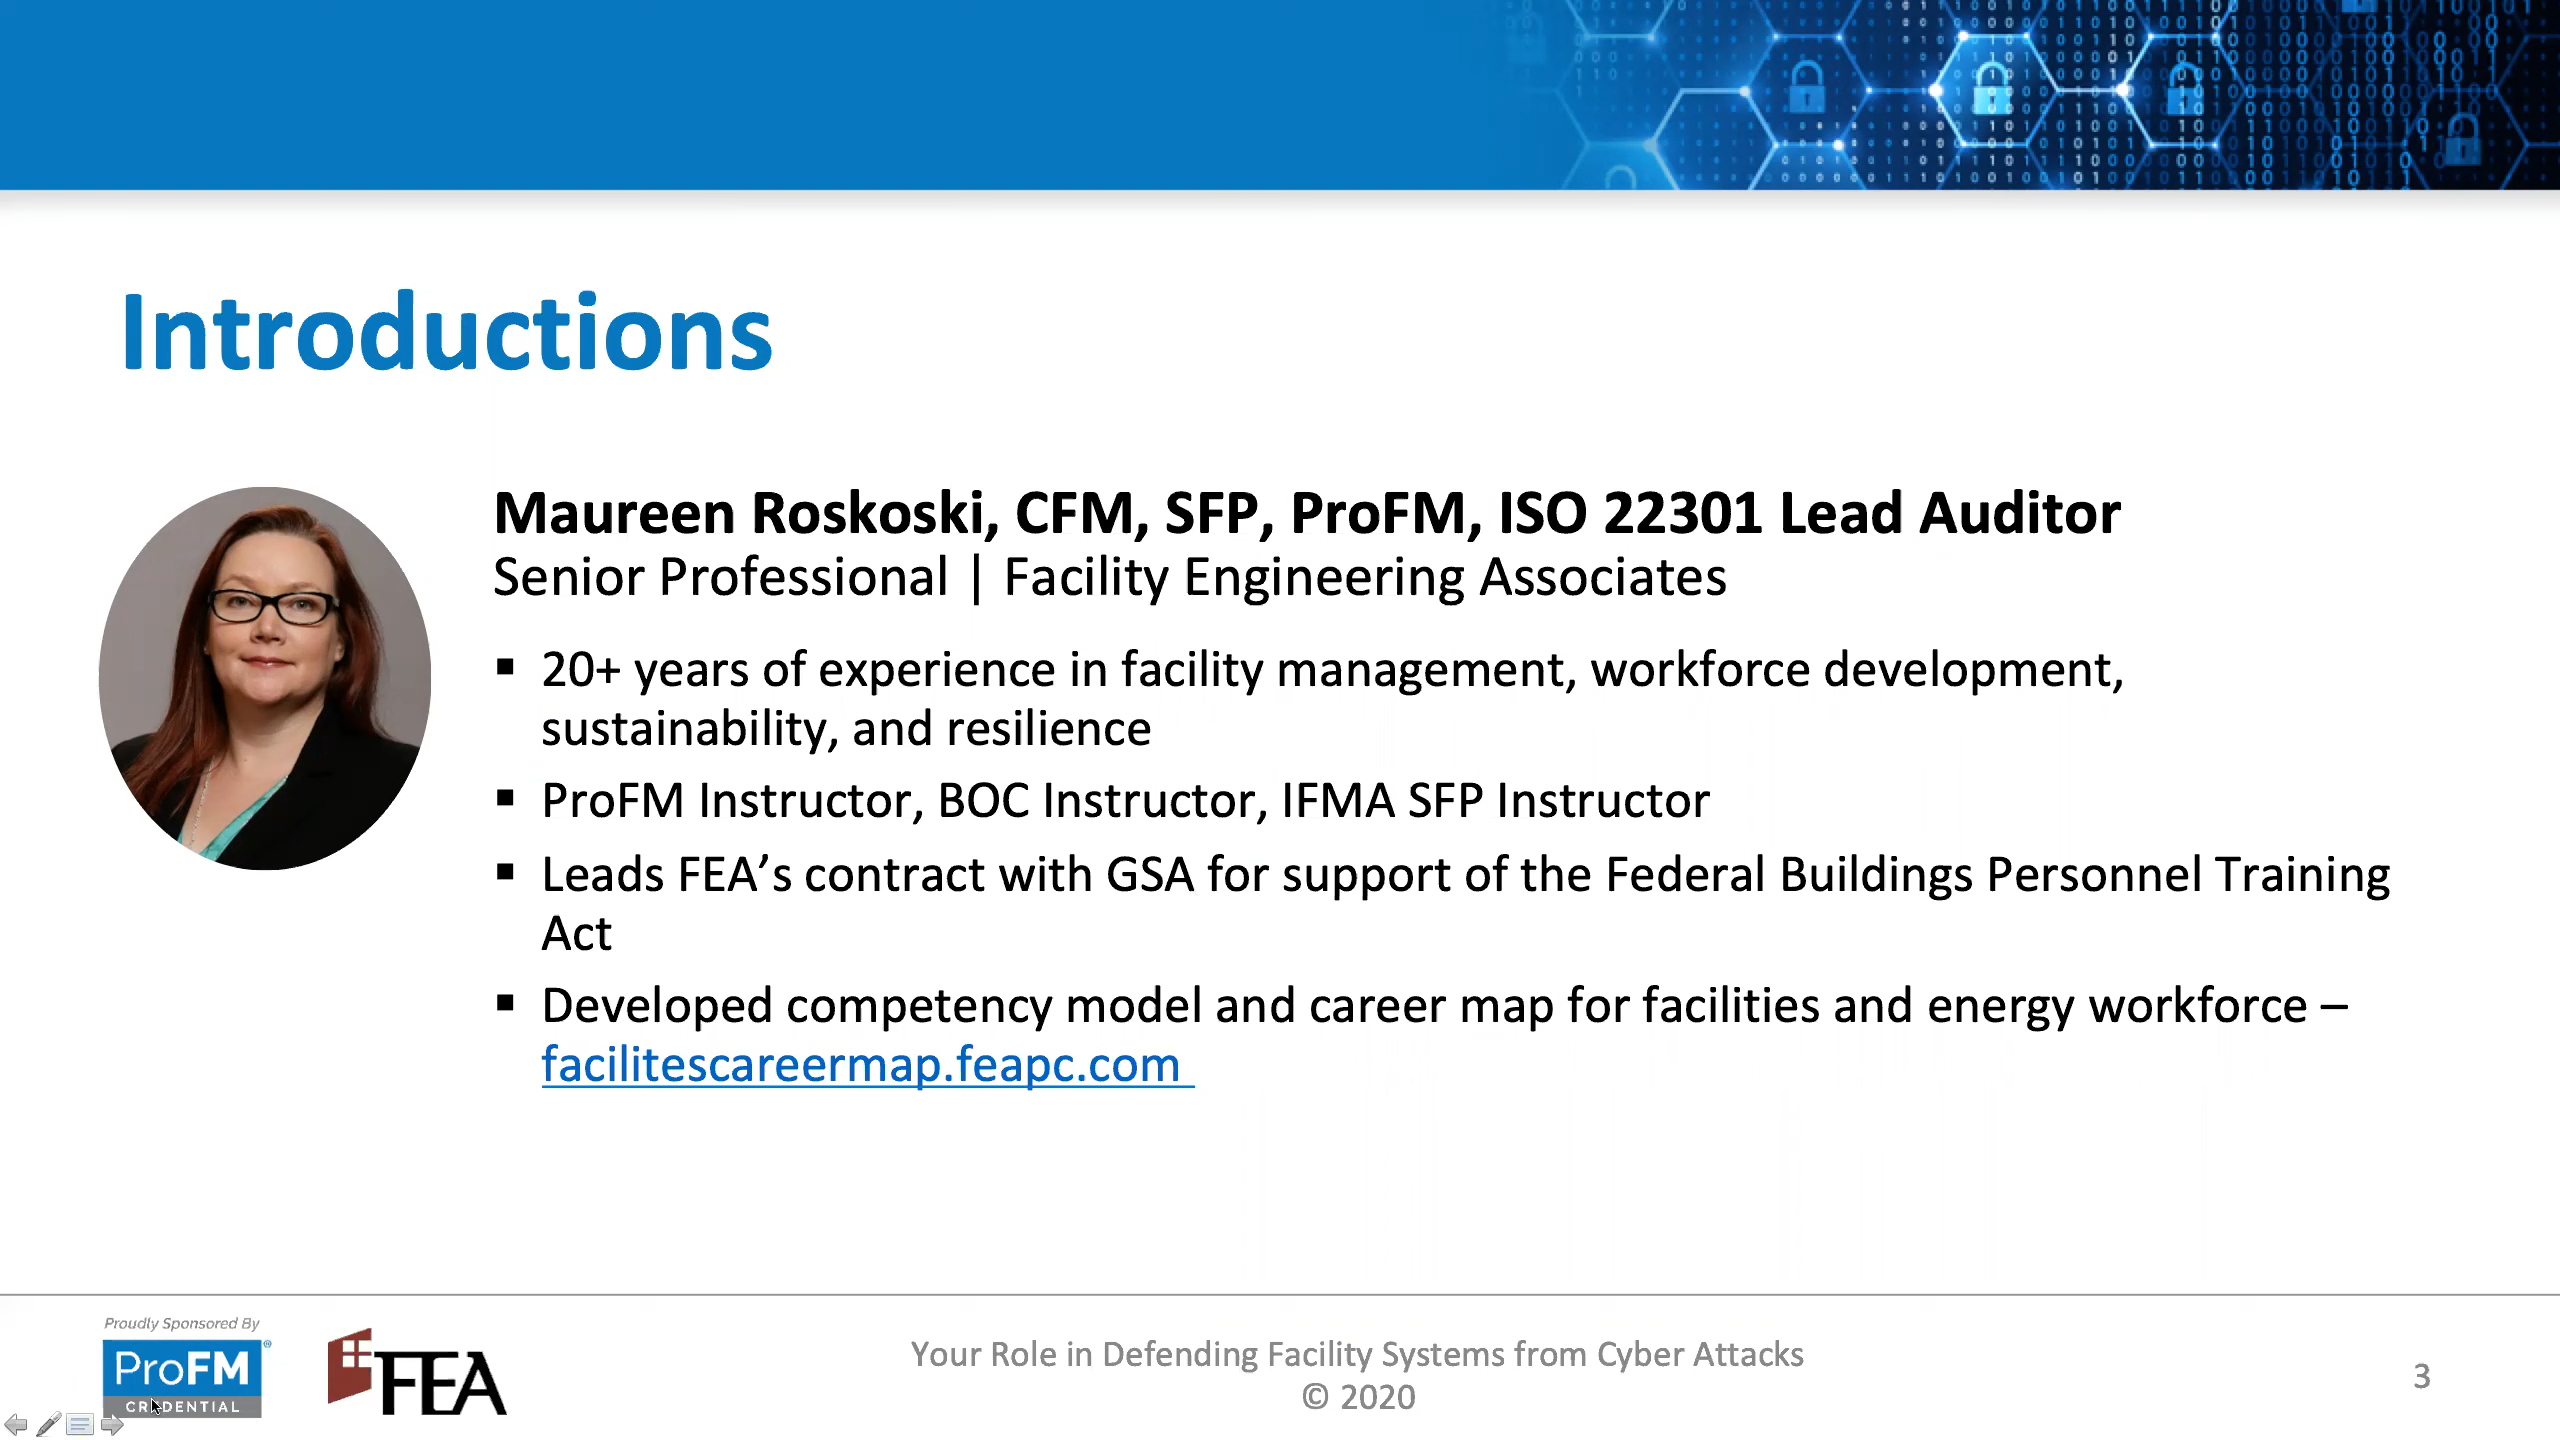 Introductions
Maureen Roskoski, CFM, SFP, ProFM, ISO 22301 Lead Auditor
Senior Professional | Facility Engineering Associates
▪ 20+ years of experience in facility management, workforce development,
sustainability, and resilience
▪ ProFM Instructor, BOC Instructor, IFMA SFP Instructor
▪ Leads FEA’s contract with GSA for support of the Federal Buildings Personnel Training
Act
▪ Developed competency model and career map for facilities and energy workforce –
facilitescareermap.feapc.com
Proudly Sponsored By
ProFM®
CREDENTIAL
FEA
Your Role in Defending Facility Systems from Cyber Attacks
© 2020
3